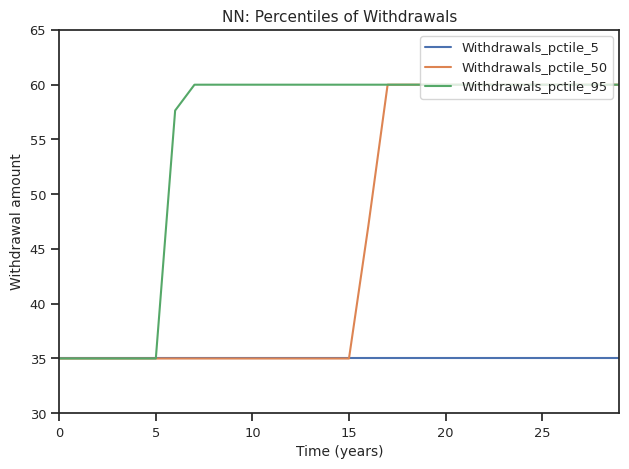 NN: Percentiles of Withdrawals
65
60
55
50
45
40
35
30
Withdrawal amount
Withdrawals_pctile_5
Withdrawals_pctile_50
Withdrawals_pctile_95
0 5 10 15 20 25
Time (years)